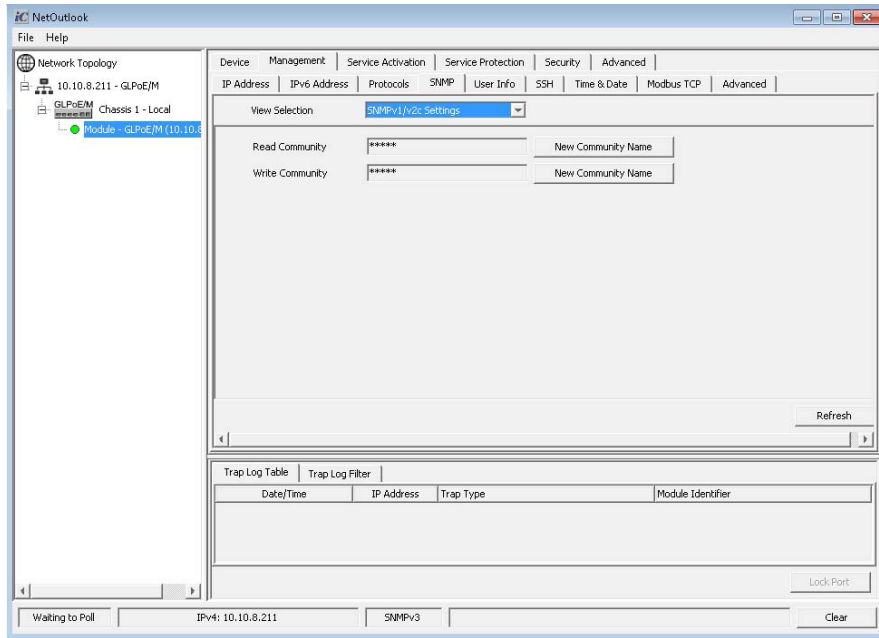 iC NetOutlook
File Help
Network Topology
10.10.8.211 - GLPoE/M
GLPoE/M Chassis 1 - Local
Module - GLPoE/M (10.10.8
Device Management Service Activation Service Protection Security Advanced
IP Address IPv6 Address Protocols SNMP User Info SSH Time & Date Modbus TCP Advanced
View Selection SNMPv1/v2c Settings
Read Community ***** New Community Name
Write Community ***** New Community Name
Refresh
Trap Log Table Trap Log Filter
Date/Time IP Address Trap Type Module Identifier
Lock Port
Waiting to Poll IPv4: 10.10.8.211 SNMPv3 Clear